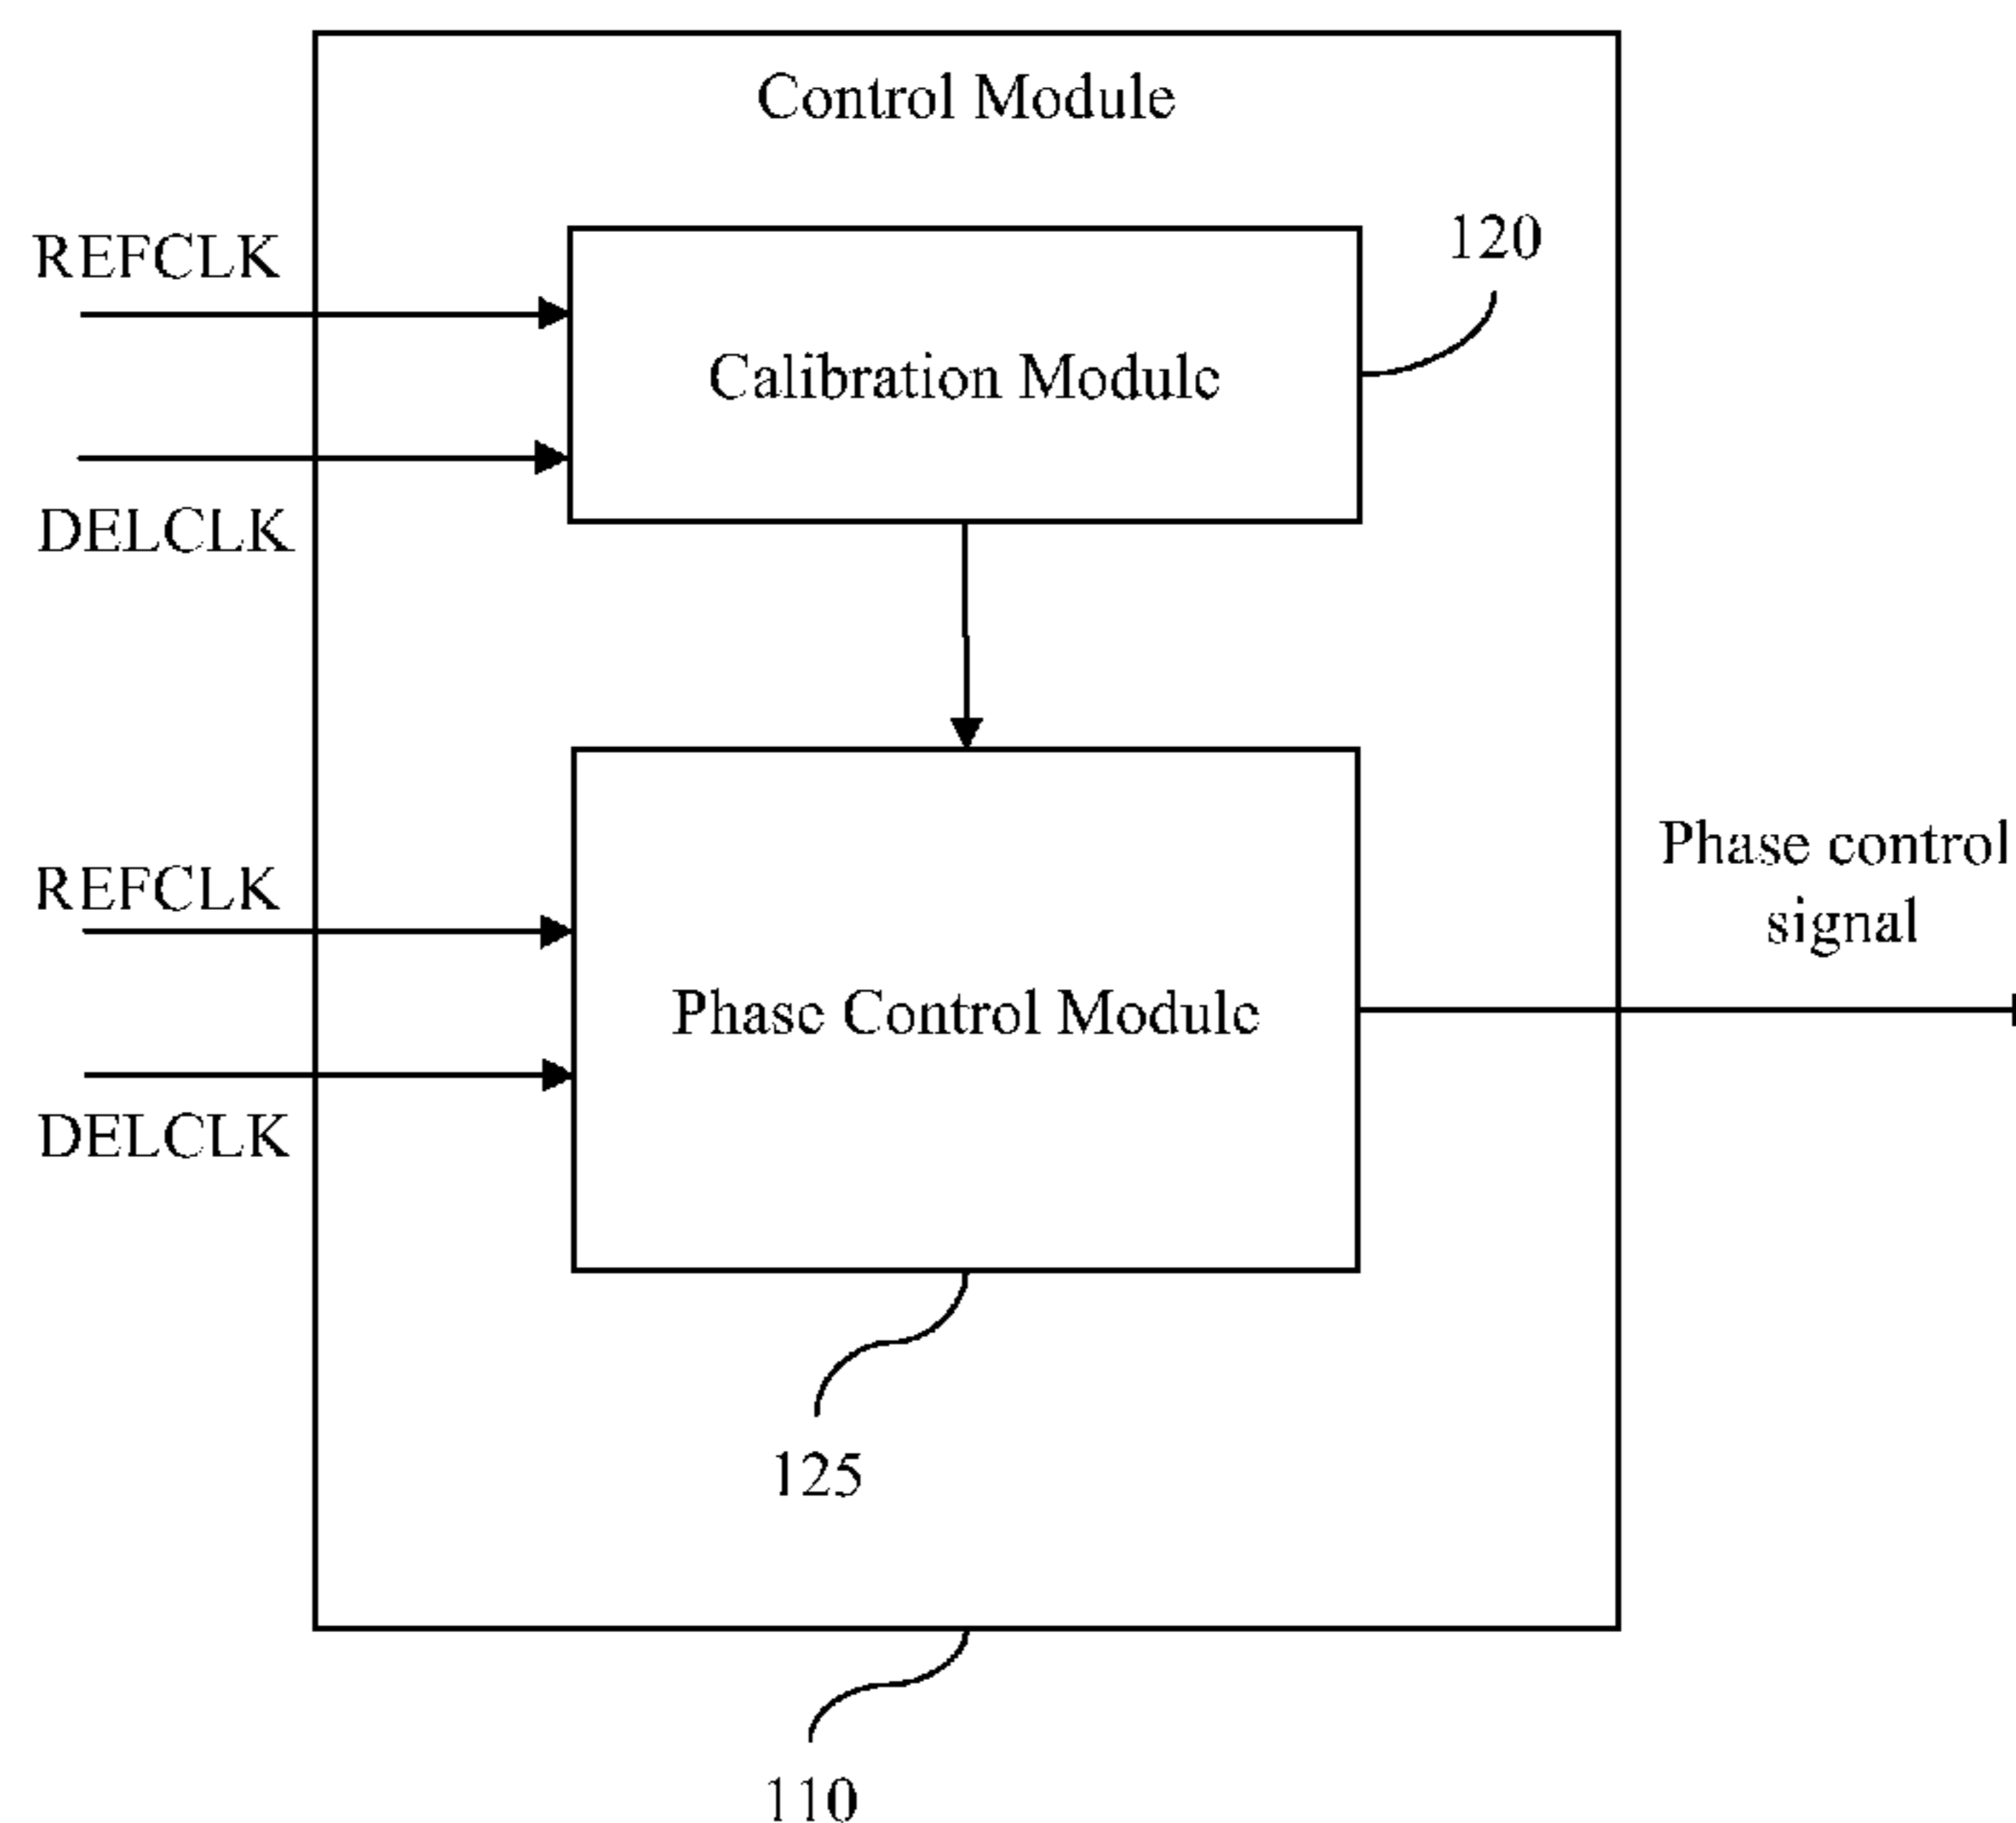 Control Module
REFCLK
120
Calibration Module
DELCLK
Phase control
signal
REFCLK
Phase Control Module
DELCLK
125
110